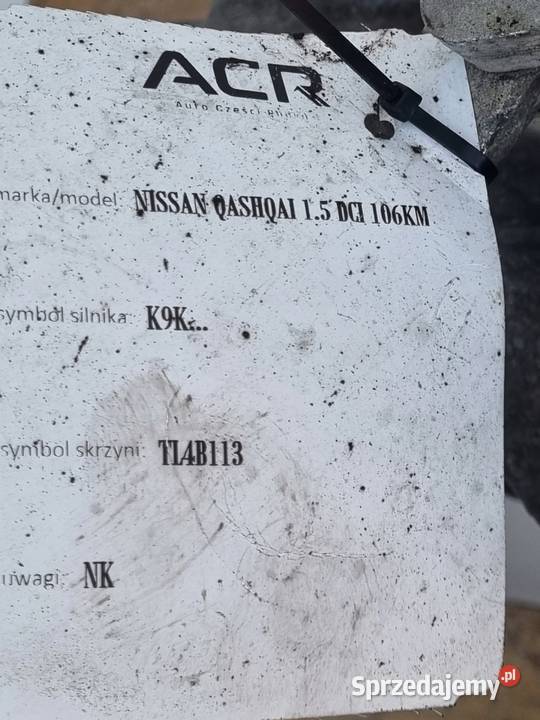 ACR
Auto Części
marka/model: NISSAN QASHQAI 1.5 DCI 106KM
symbol silnika: K9K...
symbol skrzyni: TL4B113
uwagi: NK
Sprzedajemy.pl